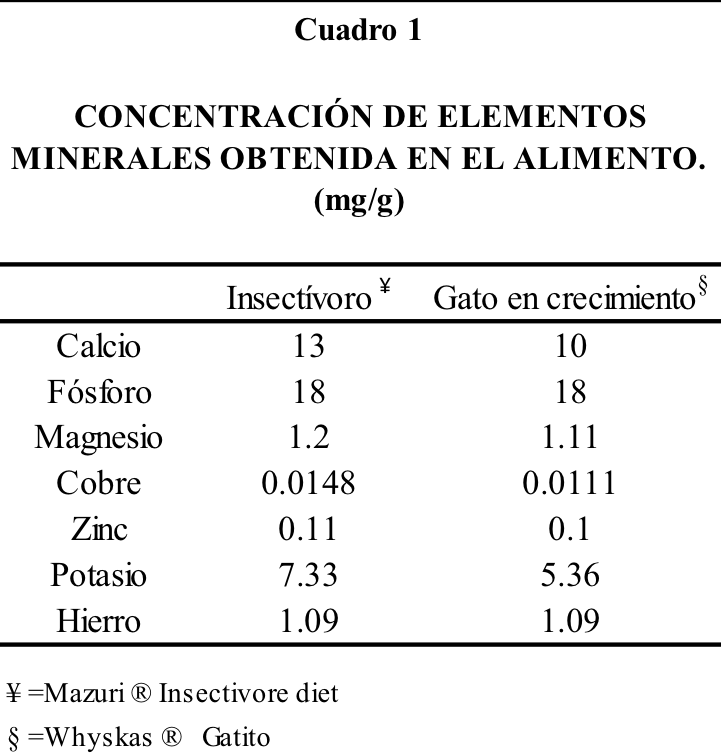 Cuadro 1
CONCENTRACIÓN DE ELEMENTOS
MINERALES OBTENIDA EN EL ALIMENTO.
(mg/g)
Insectívoro ¥ Gato en crecimiento§
Calcio 13 10
Fósforo 18 18
Magnesio 1.2 1.11
Cobre 0.0148 0.0111
Zinc 0.11 0.1
Potasio 7.33 5.36
Hierro 1.09 1.09
¥ =Mazuri ® Insectivore diet
§ =Whyskas ® Gatito